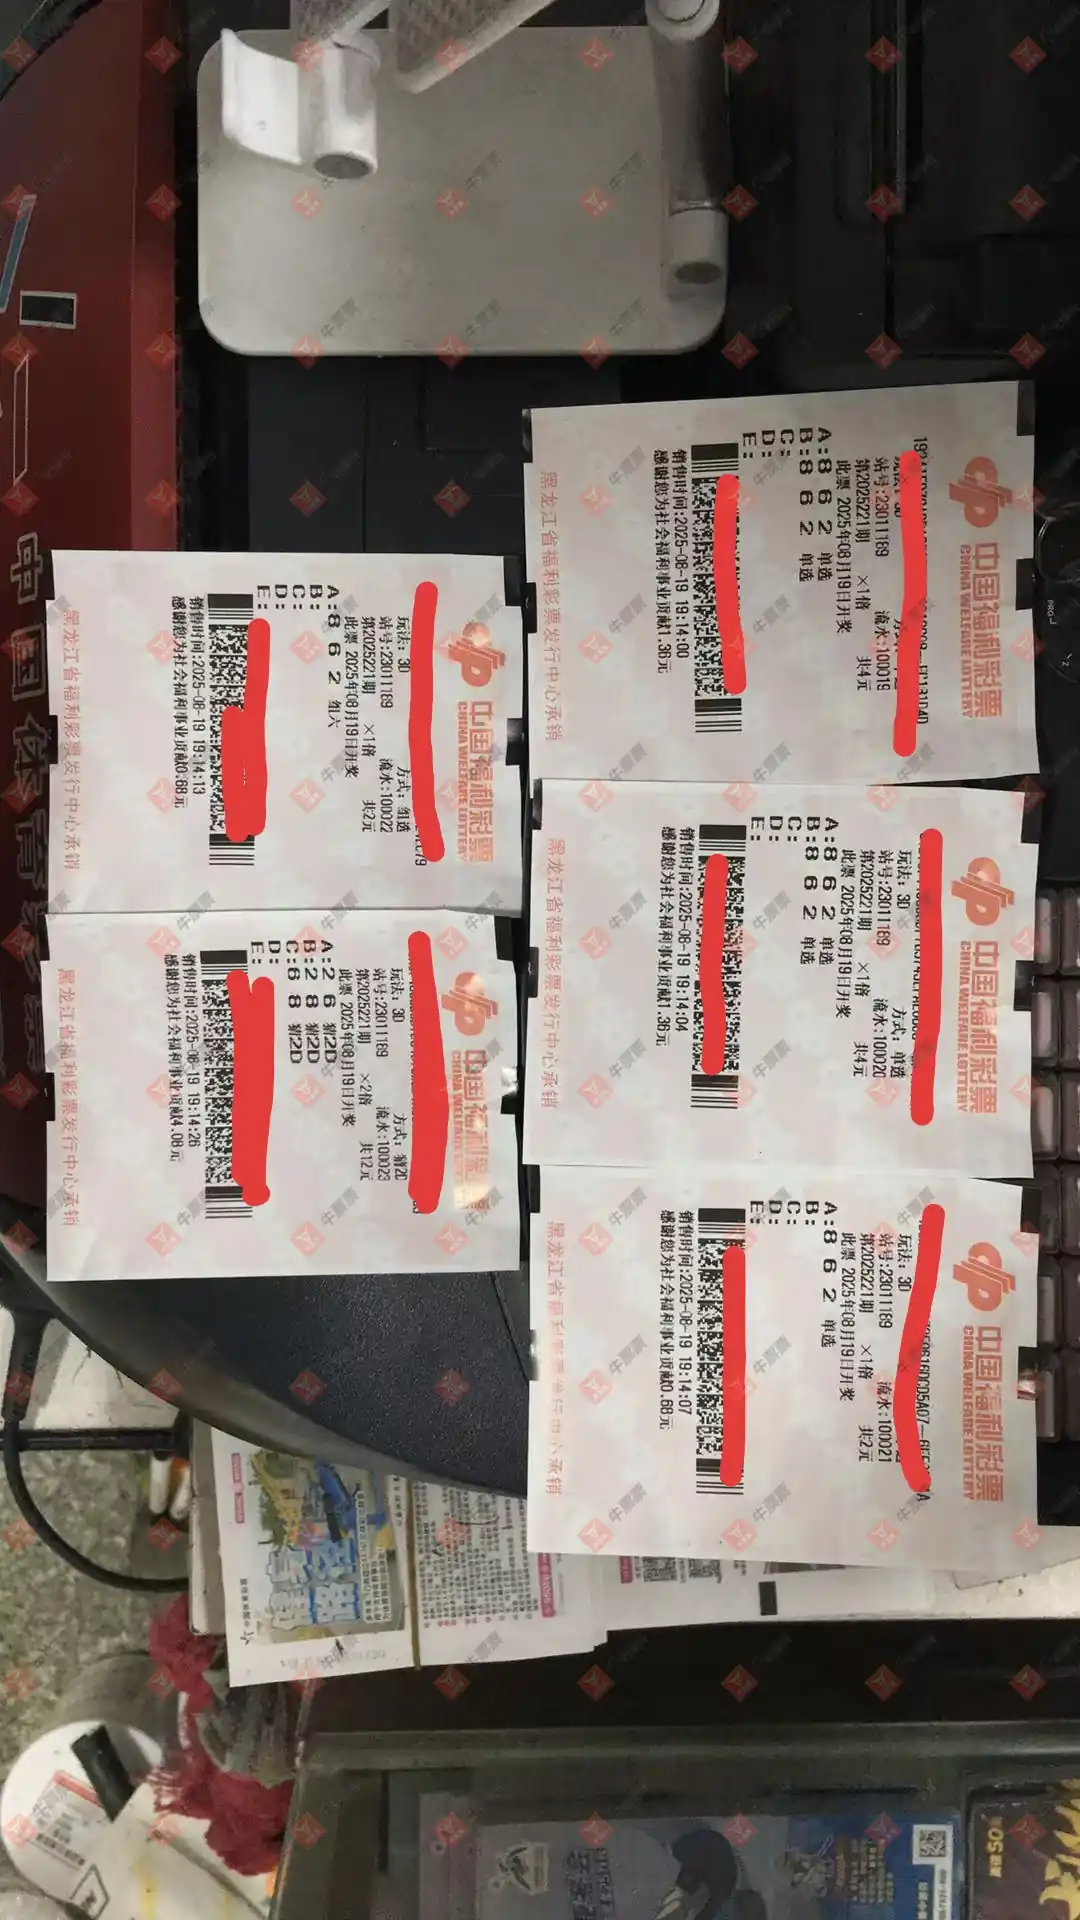 中国福利彩票
CHINA WELFARE LOTTERY
站号:23011189 流水:100019
第2025221期 ×1倍 共4元
此票 2025年08月19日开奖
A:8 6 2 单选
B:8 6 2 单选
C:
D:
E:
销售时间:2025-08-19 19:14:00
感谢您为社会福利事业贡献1.36元
黑龙江省福利彩票发行中心承销
中国福利彩票
CHINA WELFARE LOTTERY
玩法: 3D 方式: 单选
站号:23011189 流水:100020
第2025221期 ×1倍 共4元
此票 2025年08月19日开奖
A:8 6 2 单选
B:8 6 2 单选
C:
D:
E:
销售时间:2025-08-19 19:14:04
感谢您为社会福利事业贡献1.36元
黑龙江省福利彩票发行中心承销
中国福利彩票
CHINA WELFARE LOTTERY
玩法: 3D
站号:23011189 流水:100021
第2025221期 ×1倍 共2元
此票 2025年08月19日开奖
A:8 6 2 单选
B:
C:
D:
E:
销售时间:2025-08-19 19:14:07
感谢您为社会福利事业贡献0.68元
黑龙江省福利彩票发行中心承销
中国福利彩票
CHINA WELFARE LOTTERY
玩法: 3D 方式: 组选
站号:23011189 流水:100022
第2025221期 ×1倍 共2元
此票 2025年08月19日开奖
A:8 6 2 组六
B:
C:
D:
E:
销售时间:2025-08-19 19:14:13
感谢您为社会福利事业贡献0.68元
黑龙江省福利彩票发行中心承销
中国福利彩票
CHINA WELFARE LOTTERY
玩法: 3D 方式: 猜2D
站号:23011189 流水:100023
第2025221期 ×2倍 共12元
此票 2025年08月19日开奖
A:2 6 猜2D
B:2 8 猜2D
C:6 8 猜2D
D:
E:
销售时间:2025-08-19 19:14:26
感谢您为社会福利事业贡献4.08元
黑龙江省福利彩票发行中心承销
中国体育彩票
牛票票